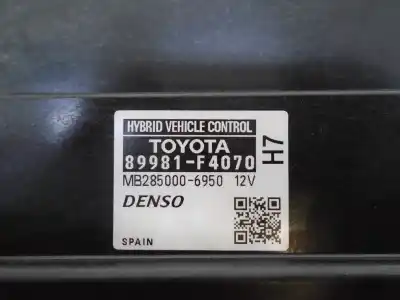 HYBRID VEHICLE CONTROL
TOYOTA
89981-F4070
H7
MB285000-6950 12V
DENSO
SPAIN